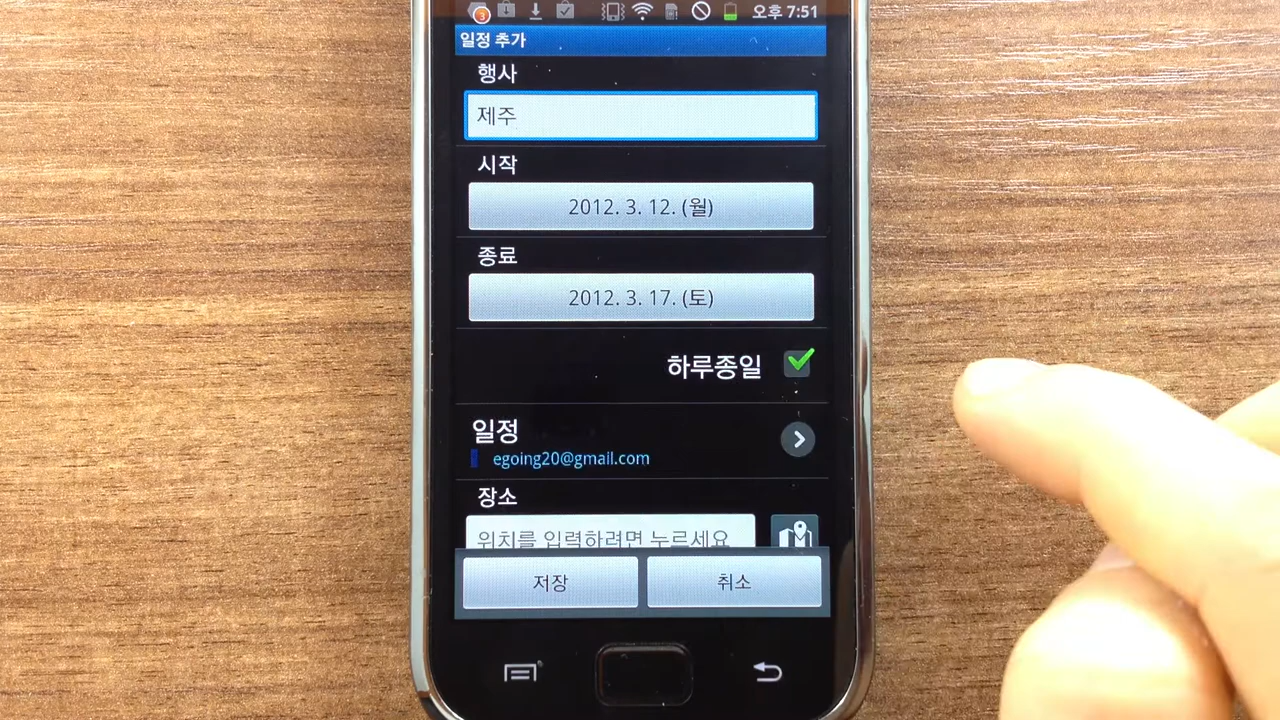 3 오후 7:51
일정 추가
행사
제주
시작
2012. 3. 12. (월)
종료
2012. 3. 17. (토)
하루종일
일정
egoing20@gmail.com
장소
위치를 입력하려면 누르세요
저장 취소